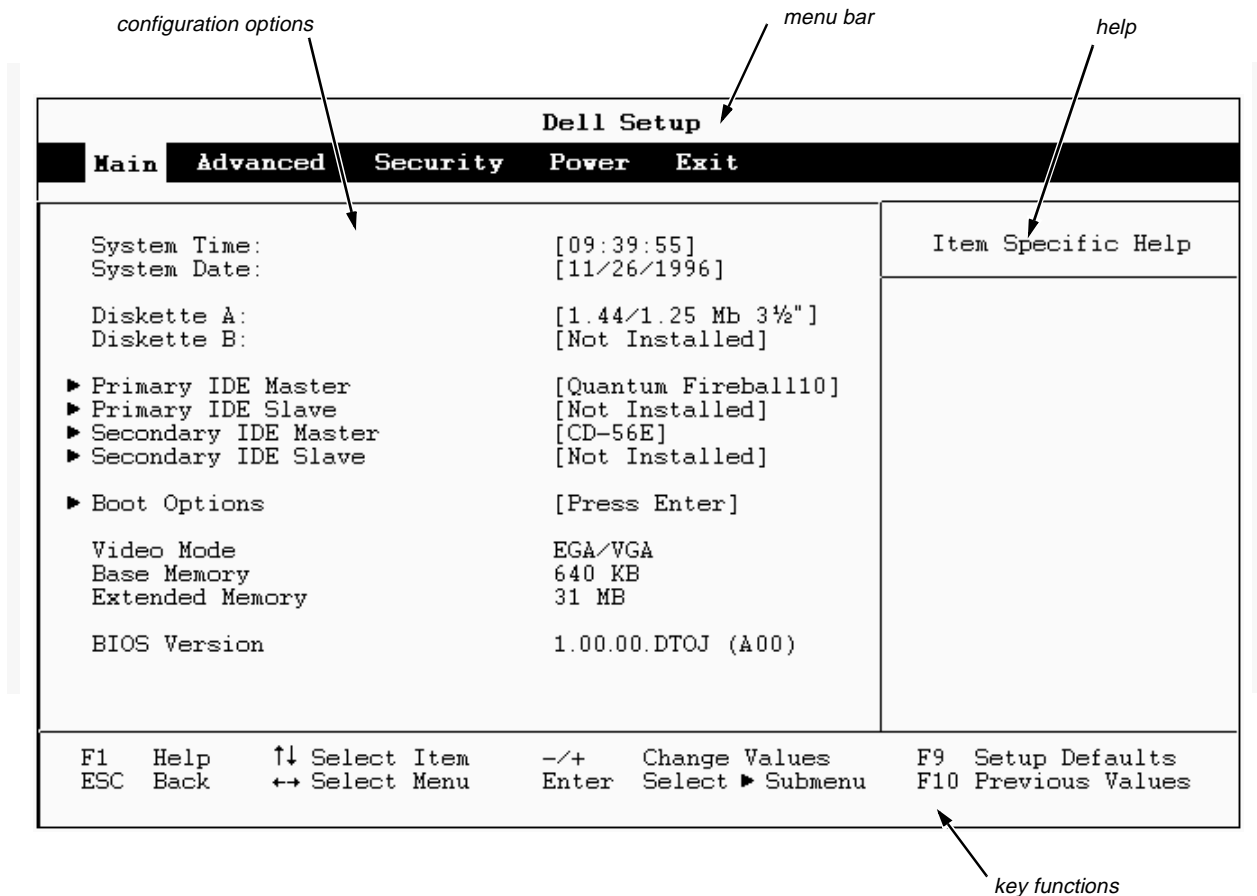 configuration options
menu bar
help
Dell Setup
Main Advanced Security Power Exit
System Time: [09:39:55]
System Date: [11/26/1996]
Item Specific Help
Diskette A: [1.44/1.25 Mb 3½"]
Diskette B: [Not Installed]
▶ Primary IDE Master [Quantum Fireball10]
▶ Primary IDE Slave [Not Installed]
▶ Secondary IDE Master [CD-56E]
▶ Secondary IDE Slave [Not Installed]
▶ Boot Options [Press Enter]
Video Mode EGA/VGA
Base Memory 640 KB
Extended Memory 31 MB
BIOS Version 1.00.00.DTOJ (A00)
F1 Help ↑↓ Select Item -/+ Change Values F9 Setup Defaults
ESC Back ↔ Select Menu Enter Select ▶ Submenu F10 Previous Values
key functions